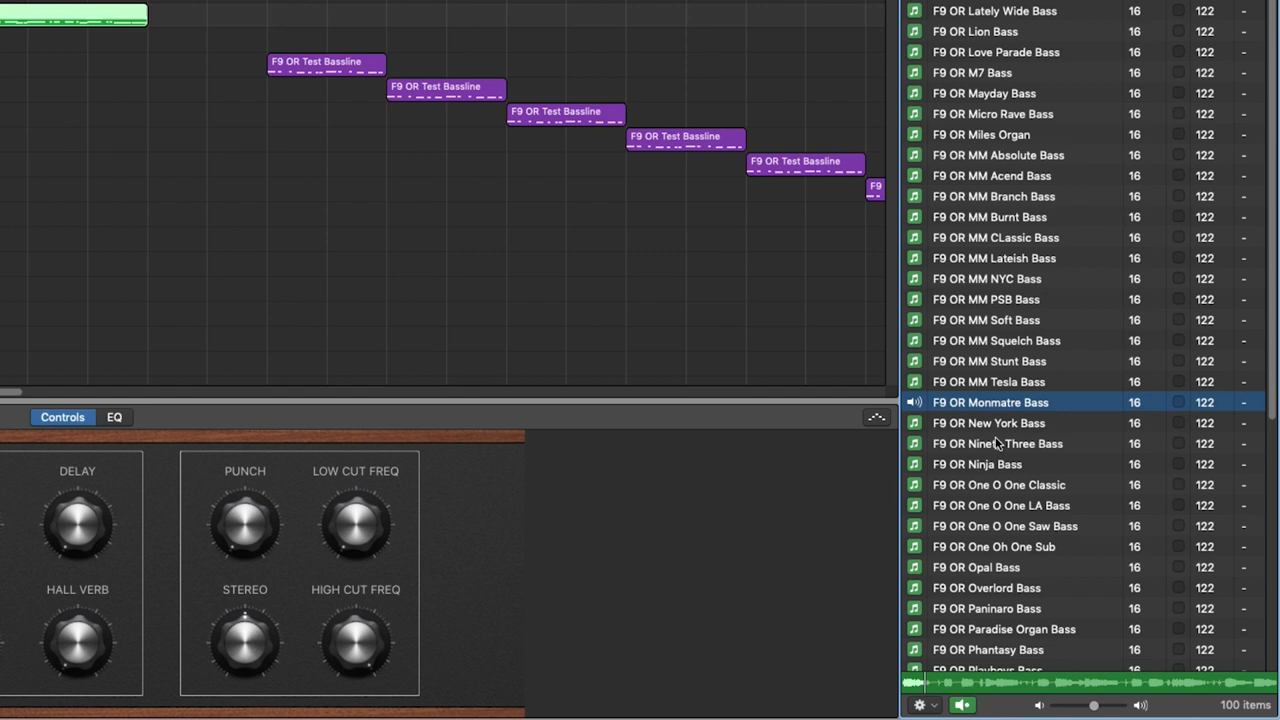 F9 OR Test Bassline
F9 OR Test Bassline
F9 OR Test Bassline
F9 OR Test Bassline
F9 OR Test Bassline
F9
Controls EQ
DELAY PUNCH LOW CUT FREQ
HALL VERB STEREO HIGH CUT FREQ
F9 OR Lately Wide Bass 16 122 -
F9 OR Lion Bass 16 122 -
F9 OR Love Parade Bass 16 122 -
F9 OR M7 Bass 16 122 -
F9 OR Mayday Bass 16 122 -
F9 OR Micro Rave Bass 16 122 -
F9 OR Miles Organ 16 122 -
F9 OR MM Absolute Bass 16 122 -
F9 OR MM Acend Bass 16 122 -
F9 OR MM Branch Bass 16 122 -
F9 OR MM Burnt Bass 16 122 -
F9 OR MM CLassic Bass 16 122 -
F9 OR MM Lateish Bass 16 122 -
F9 OR MM NYC Bass 16 122 -
F9 OR MM PSB Bass 16 122 -
F9 OR MM Soft Bass 16 122 -
F9 OR MM Squelch Bass 16 122 -
F9 OR MM Stunt Bass 16 122 -
F9 OR MM Tesla Bass 16 122 -
F9 OR Monmatre Bass 16 122 -
F9 OR New York Bass 16 122 -
F9 OR Ninety Three Bass 16 122 -
F9 OR Ninja Bass 16 122 -
F9 OR One O One Classic 16 122 -
F9 OR One O One LA Bass 16 122 -
F9 OR One O One Saw Bass 16 122 -
F9 OR One Oh One Sub 16 122 -
F9 OR Opal Bass 16 122 -
F9 OR Overlord Bass 16 122 -
F9 OR Paninaro Bass 16 122 -
F9 OR Paradise Organ Bass 16 122 -
F9 OR Phantasy Bass 16 122 -
F9 OR Playboys Bass 16 122 -
100 items